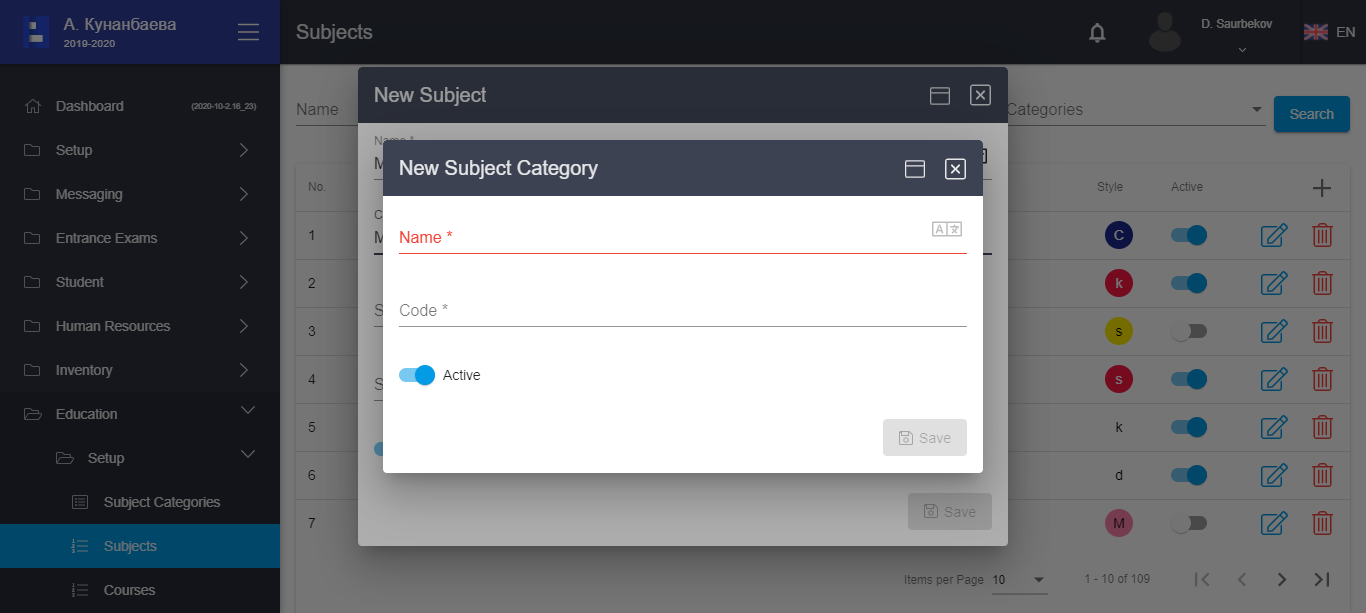 А. Кунанбаева
2019-2020
Subjects
D. Saurbekov
EN
Dashboard
(2020-10-2.16_23)
Setup
Messaging
Entrance Exams
Student
Human Resources
Inventory
Education
Setup
Subject Categories
Subjects
Courses
Name
Categories
Search
No.
Style
Active
1
C
2
k
3
s
4
s
5
k
6
d
7
M
Items per Page
10
1 - 10 of 109
New Subject
Name *
M
C
M
S
S
Save
New Subject Category
Name *
Code *
Active
Save